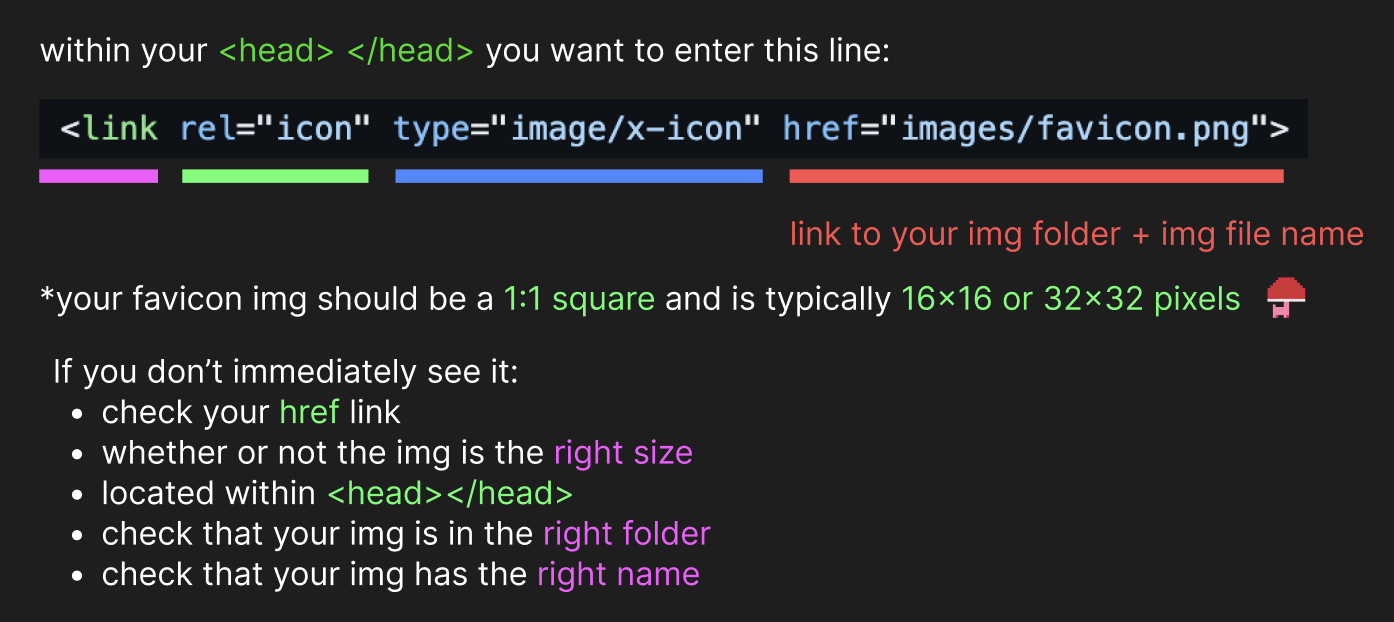 within your <head> </head> you want to enter this line:
<link rel="icon" type="image/x-icon" href="images/favicon.png">
link to your img folder + img file name
*your favicon img should be a 1:1 square and is typically 16×16 or 32×32 pixels
If you don’t immediately see it:
• check your href link
• whether or not the img is the right size
• located within <head></head>
• check that your img is in the right folder
• check that your img has the right name